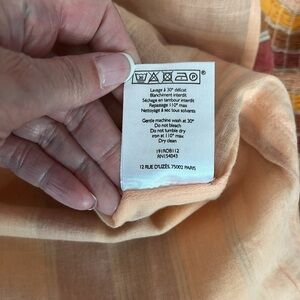 Lavage à 30° délicat
Blanchiment interdit
Séchage en tambour interdit
Repassage 110° max
Nettoyage à sec tous solvants
Gentle machine wash at 30°
Do not bleach
Do not tumble dry
iron at 110° max
Dry clean
191ROB112
RN154043
12 RUE D'UZÈS, 75002 PARIS